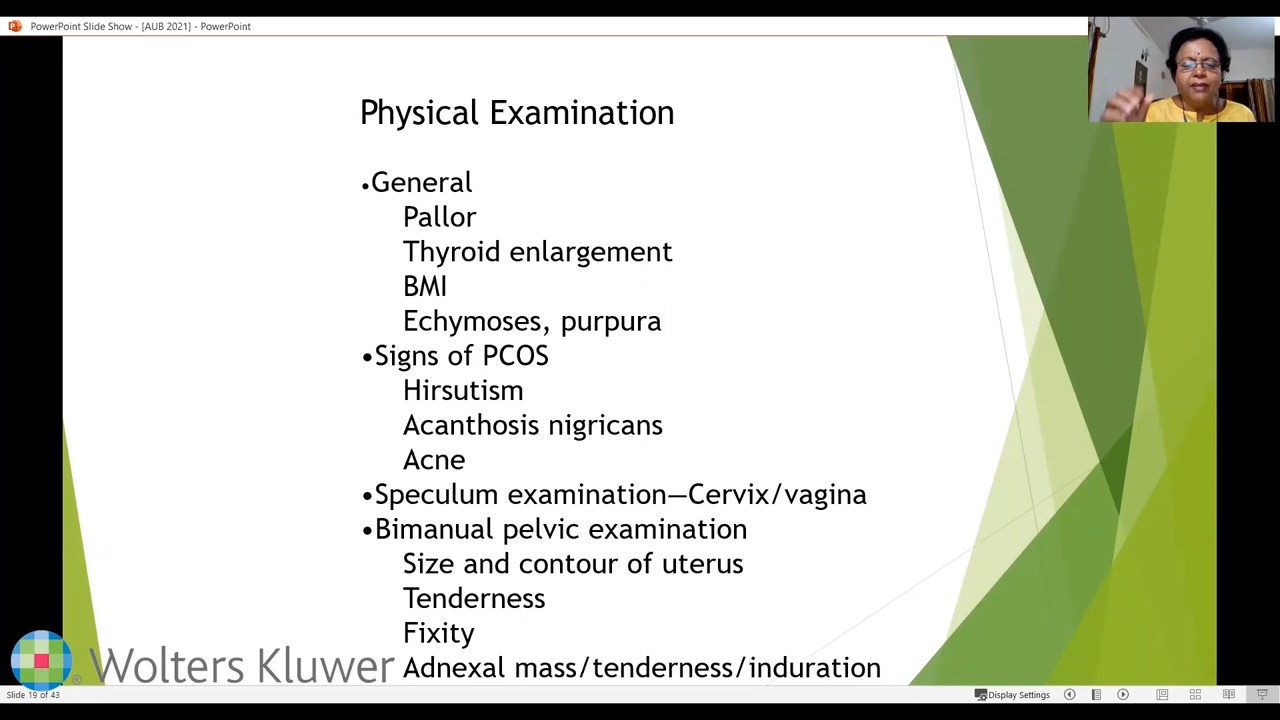 PowerPoint Slide Show - [AUB 2021] - PowerPoint
Physical Examination
•General
Pallor
Thyroid enlargement
BMI
Echymoses, purpura
•Signs of PCOS
Hirsutism
Acanthosis nigricans
Acne
•Speculum examination—Cervix/vagina
•Bimanual pelvic examination
Size and contour of uterus
Tenderness
Fixity
Adnexal mass/tenderness/induration
Wolters Kluwer
Slide 19 of 43
Display Settings